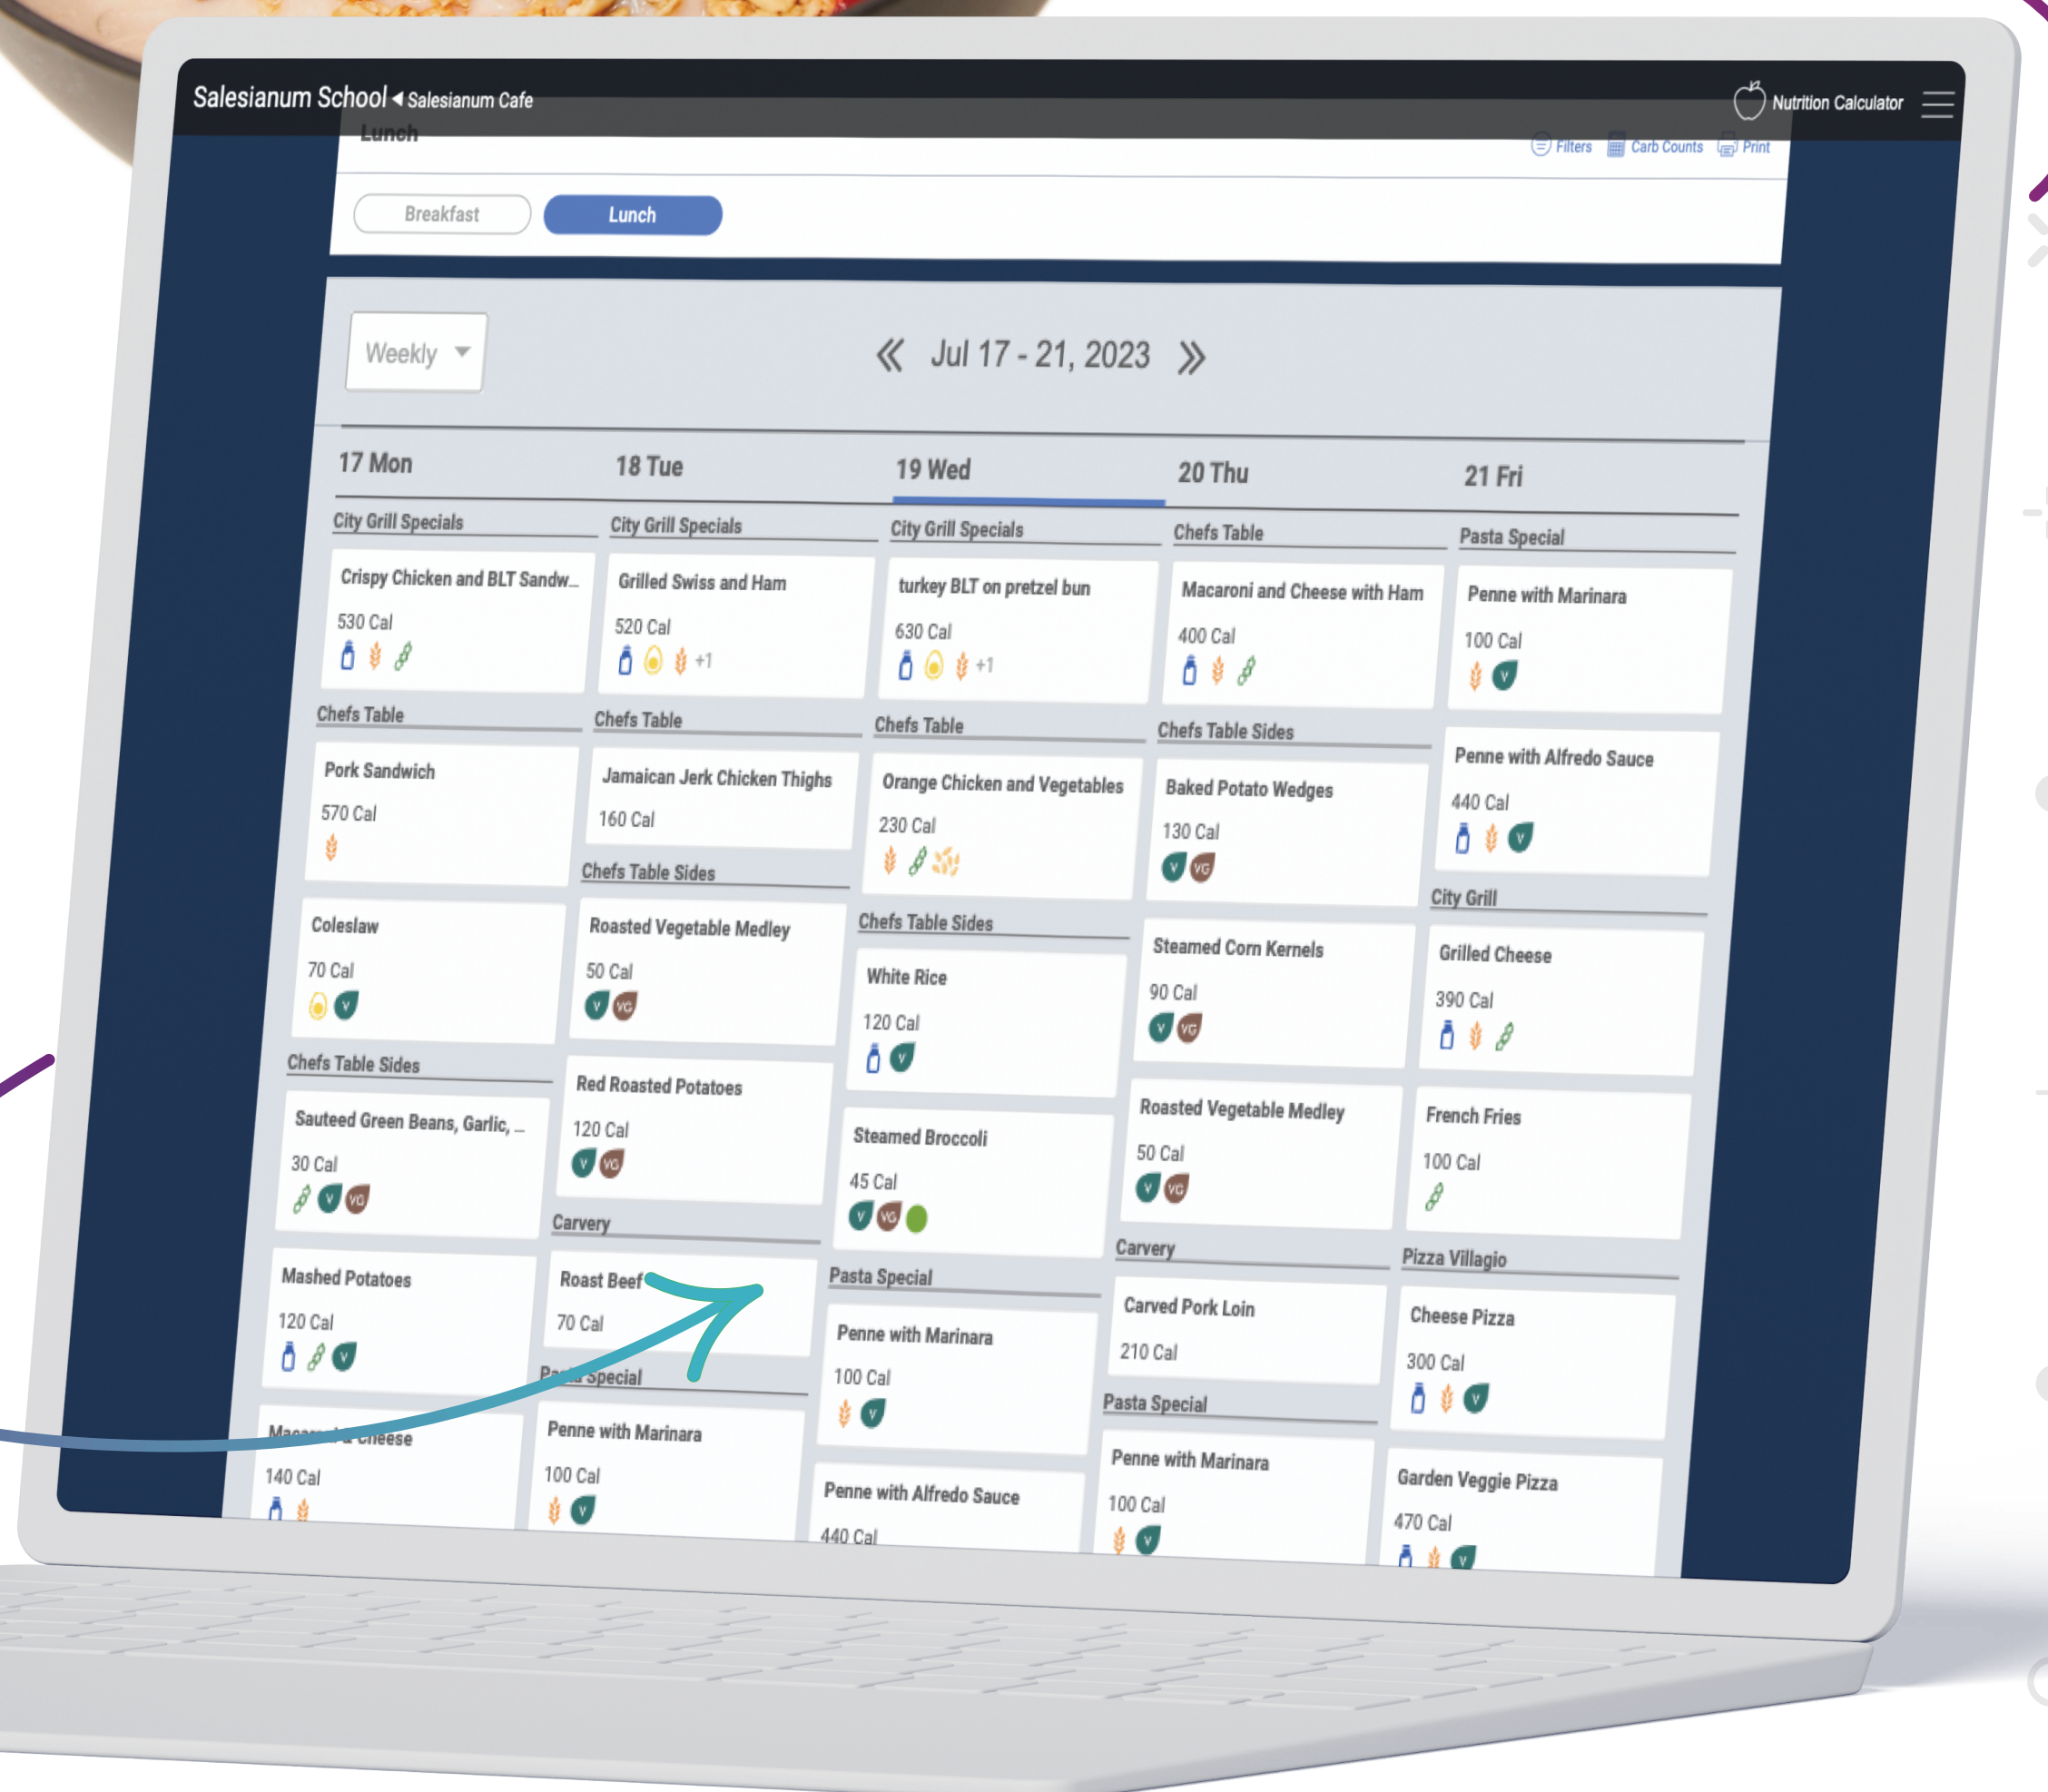 Salesianum School ◂ Salesianum Cafe
Nutrition Calculator
Lunch
Filters Carb Counts Print
Breakfast Lunch
Weekly
« Jul 17 - 21, 2023 »
17 Mon
City Grill Specials
Crispy Chicken and BLT Sandw...
530 Cal
Chefs Table
Pork Sandwich
570 Cal
Coleslaw
70 Cal
V
Chefs Table Sides
Sauteed Green Beans, Garlic, ...
30 Cal
V VG
Mashed Potatoes
120 Cal
V
Macaroni & Cheese
140 Cal
18 Tue
City Grill Specials
Grilled Swiss and Ham
520 Cal
+1
Chefs Table
Jamaican Jerk Chicken Thighs
160 Cal
Chefs Table Sides
Roasted Vegetable Medley
50 Cal
V VG
Red Roasted Potatoes
120 Cal
V VG
Carvery
Roast Beef
70 Cal
Pasta Special
Penne with Marinara
100 Cal
V
19 Wed
City Grill Specials
turkey BLT on pretzel bun
630 Cal
+1
Chefs Table
Orange Chicken and Vegetables
230 Cal
Chefs Table Sides
White Rice
120 Cal
V
Steamed Broccoli
45 Cal
V VG
Pasta Special
Penne with Marinara
100 Cal
V
Penne with Alfredo Sauce
440 Cal
20 Thu
Chefs Table
Macaroni and Cheese with Ham
400 Cal
Chefs Table Sides
Baked Potato Wedges
130 Cal
V VG
Steamed Corn Kernels
90 Cal
V VG
Roasted Vegetable Medley
50 Cal
V VG
Carvery
Carved Pork Loin
210 Cal
Pasta Special
Penne with Marinara
100 Cal
V
21 Fri
Pasta Special
Penne with Marinara
100 Cal
V
Penne with Alfredo Sauce
440 Cal
V
City Grill
Grilled Cheese
390 Cal
French Fries
100 Cal
Pizza Villagio
Cheese Pizza
300 Cal
V
Garden Veggie Pizza
470 Cal
V